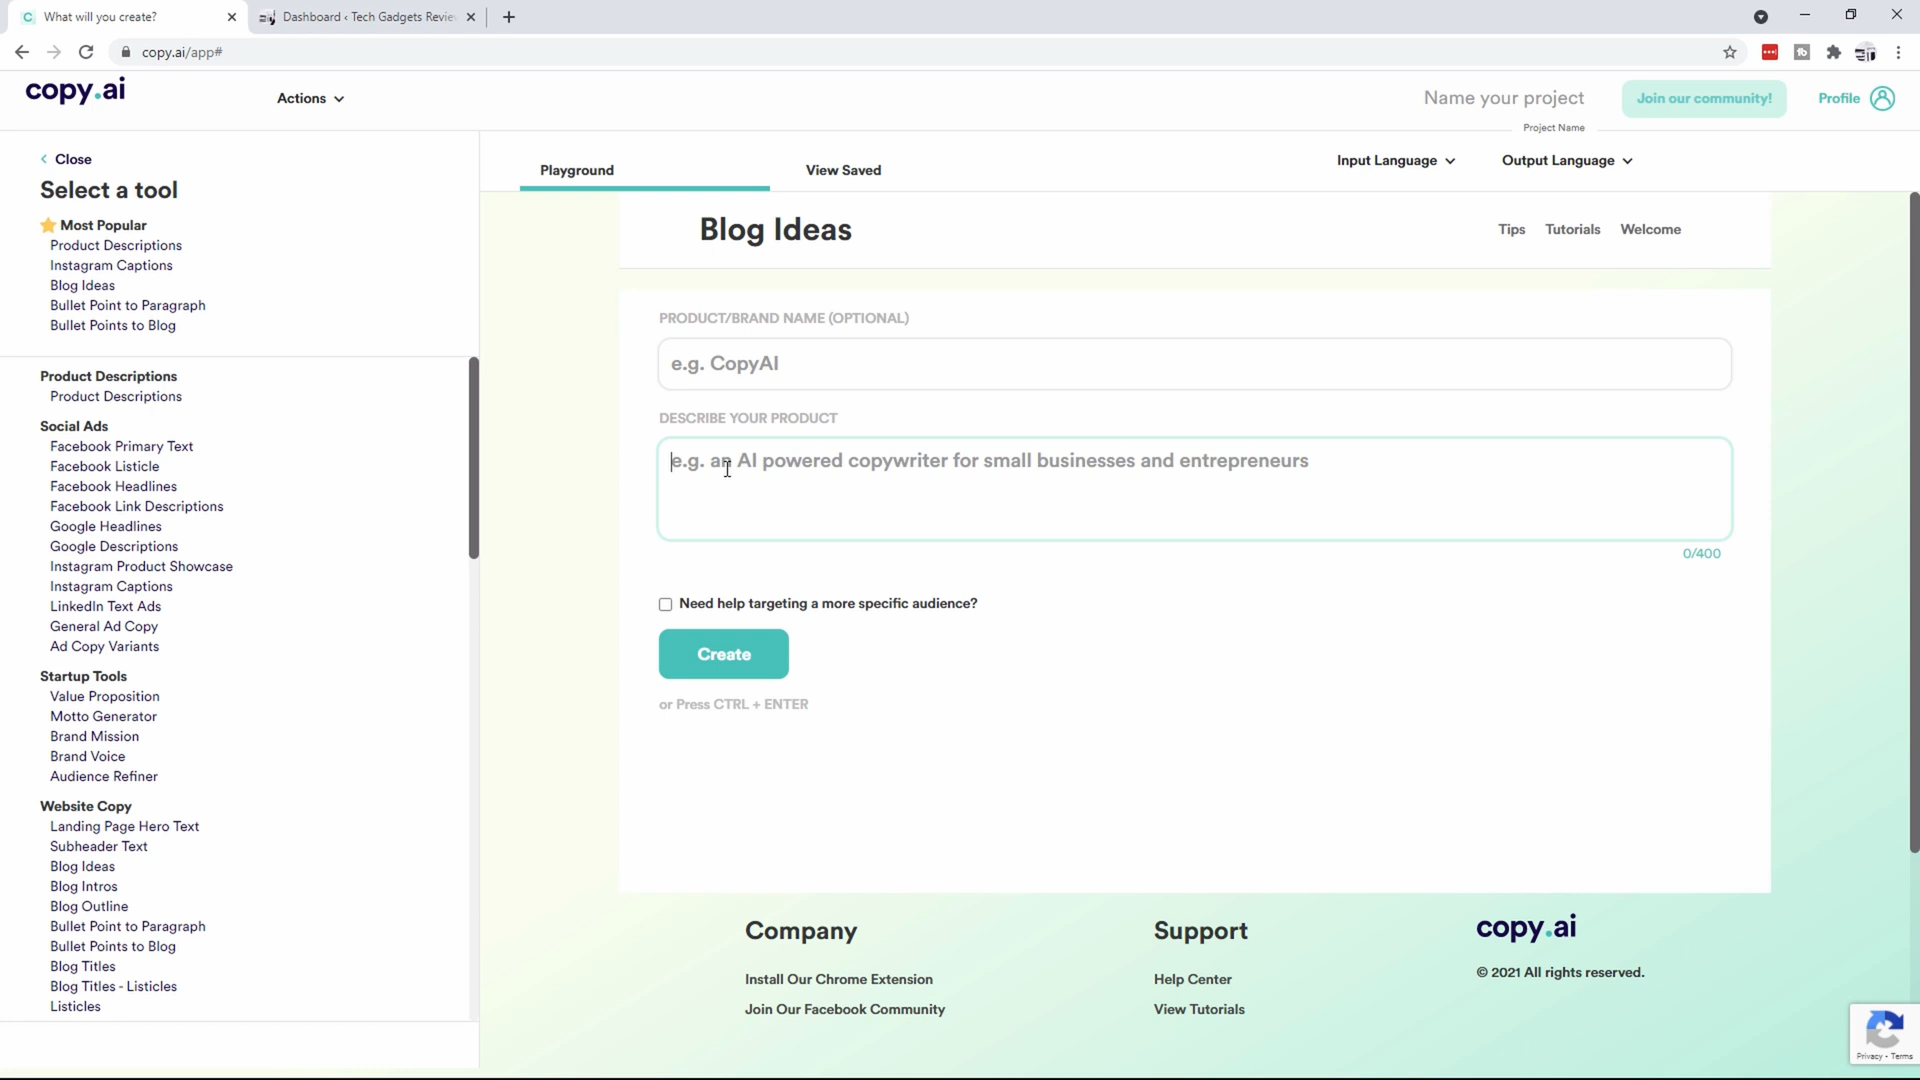 What will you create?
Dashboard ‹ Tech Gadgets Revie
copy.ai/app#
copy.ai
Actions
Name your project
Join our community!
Profile
Project Name
Close
Select a tool
Most Popular
Product Descriptions
Instagram Captions
Blog Ideas
Bullet Point to Paragraph
Bullet Points to Blog
Product Descriptions
Product Descriptions
Social Ads
Facebook Primary Text
Facebook Listicle
Facebook Headlines
Facebook Link Descriptions
Google Headlines
Google Descriptions
Instagram Product Showcase
Instagram Captions
LinkedIn Text Ads
General Ad Copy
Ad Copy Variants
Startup Tools
Value Proposition
Motto Generator
Brand Mission
Brand Voice
Audience Refiner
Website Copy
Landing Page Hero Text
Subheader Text
Blog Ideas
Blog Intros
Blog Outline
Bullet Point to Paragraph
Bullet Points to Blog
Blog Titles
Blog Titles - Listicles
Listicles
Playground
View Saved
Input Language
Output Language
Blog Ideas
Tips
Tutorials
Welcome
PRODUCT/BRAND NAME (OPTIONAL)
e.g. CopyAI
DESCRIBE YOUR PRODUCT
e.g. an AI powered copywriter for small businesses and entrepreneurs
0/400
Need help targeting a more specific audience?
Create
or Press CTRL + ENTER
Company
Install Our Chrome Extension
Join Our Facebook Community
Support
Help Center
View Tutorials
copy.ai
© 2021 All rights reserved.
Privacy - Terms